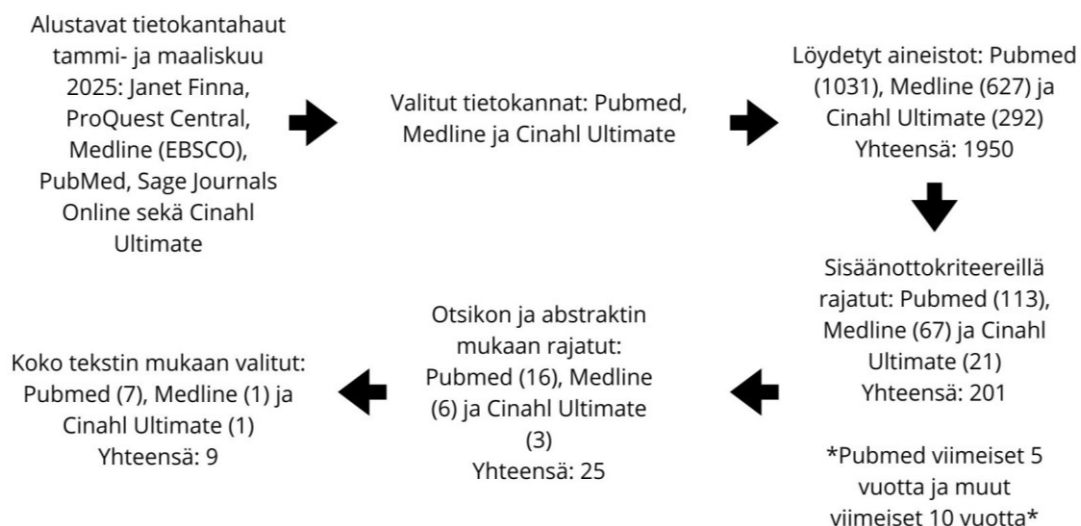 Alustavat tietokantahaut
tammi- ja maaliskuu
2025: Janet Finna,
ProQuest Central,
Medline (EBSCO),
PubMed, Sage Journals
Online sekä Cinahl
Ultimate
Valitut tietokannat: Pubmed,
Medline ja Cinahl Ultimate
Löydetyt aineistot: Pubmed
(1031), Medline (627) ja
Cinahl Ultimate (292)
Yhteensä: 1950
Sisäänottokriteereillä
rajatut: Pubmed (113),
Medline (67) ja Cinahl
Ultimate (21)
Yhteensä: 201
*Pubmed viimeiset 5
vuotta ja muut
viimeiset 10 vuotta*
Otsikon ja abstraktin
mukaan rajatut:
Pubmed (16), Medline
(6) ja Cinahl Ultimate
(3)
Yhteensä: 25
Koko tekstin mukaan valitut:
Pubmed (7), Medline (1) ja
Cinahl Ultimate (1)
Yhteensä: 9